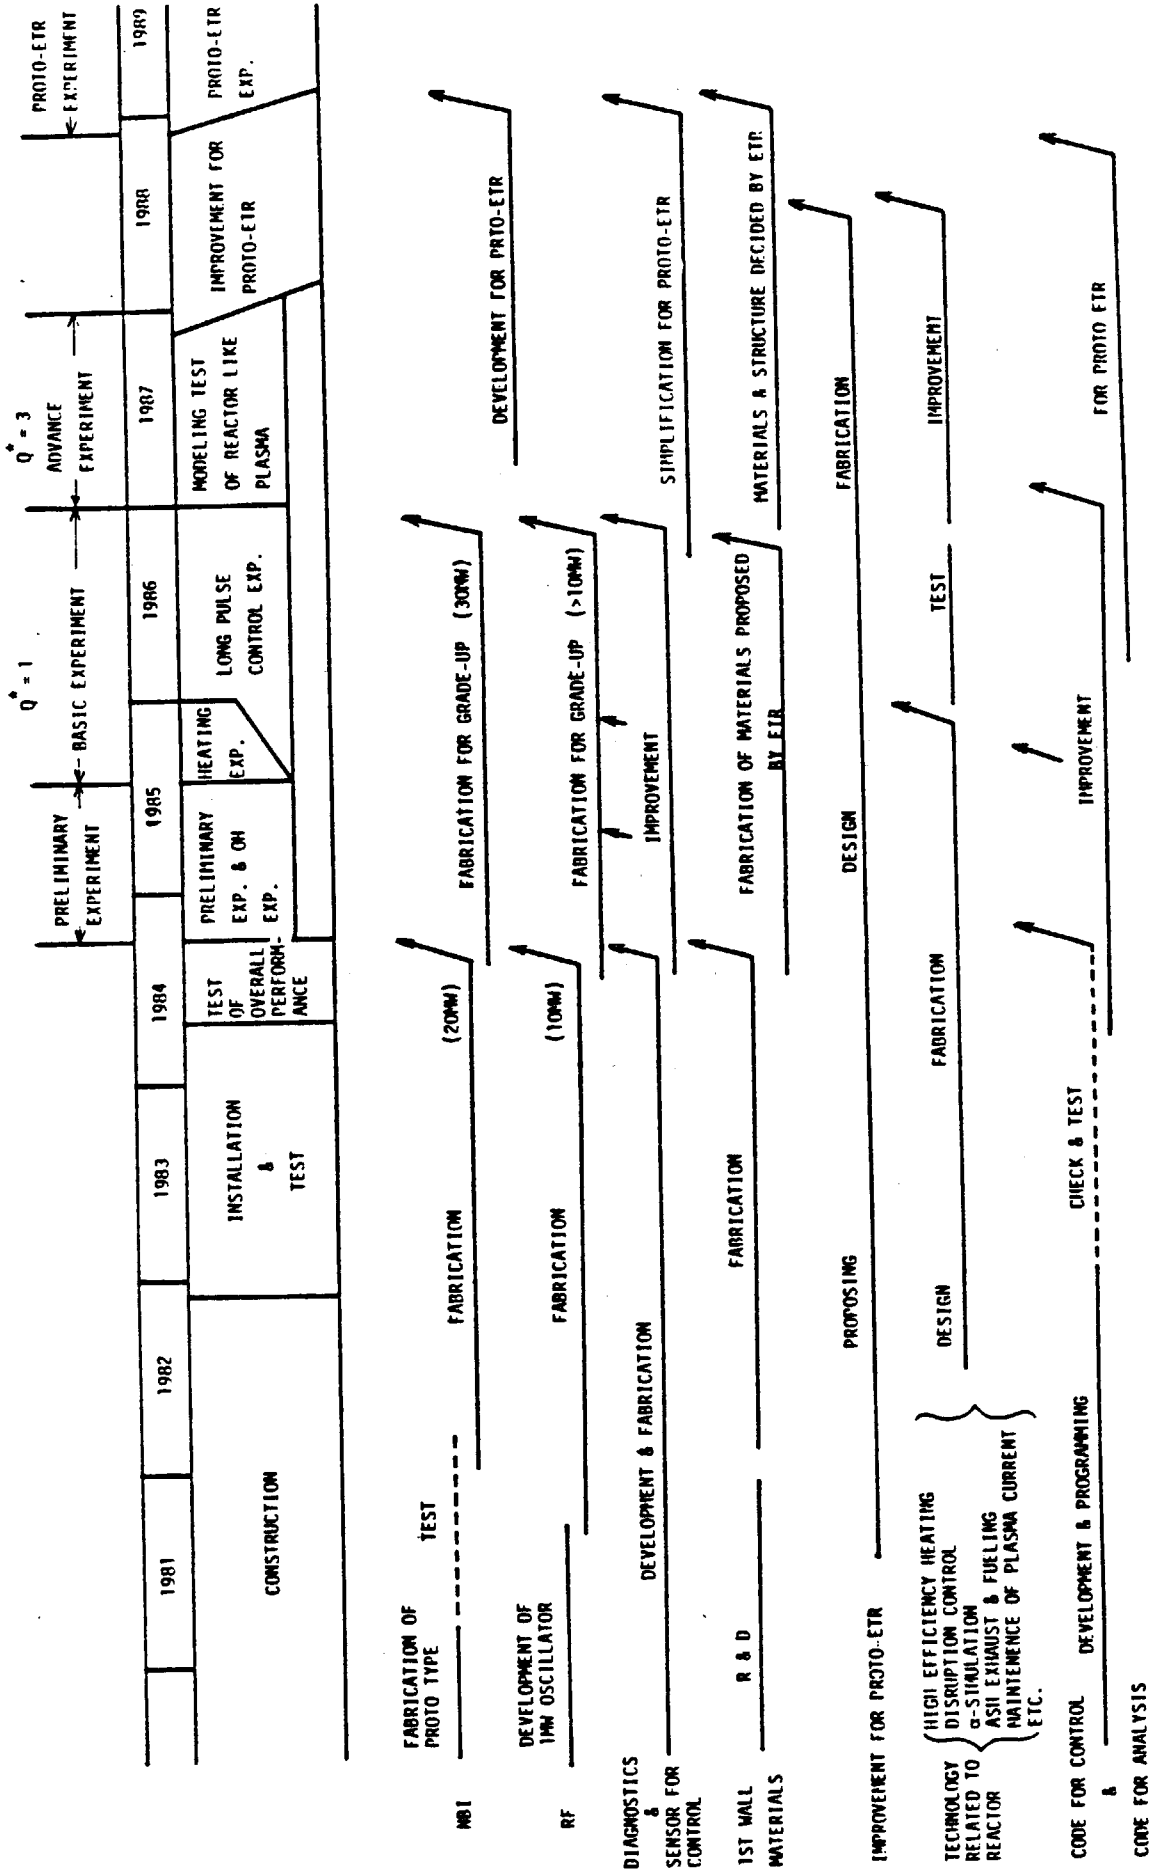 PRELIMINARY
EXPERIMENT
Q* = 1
BASIC EXPERIMENT
Q* = 3
ADVANCE
EXPERIMENT
PROTO-ETR
EXPERIMENT
1981
1982
1983
1984
1985
1986
1987
1988
1989
CONSTRUCTION
INSTALLATION
&
TEST
TEST
OF
OVERALL
PERFORM-
ANCE
PRELIMINARY
EXP. & OH
EXP.
HEATING
EXP.
LONG PULSE
CONTROL EXP.
MODELING TEST
OF REACTOR LIKE
PLASMA
IMPROVEMENT FOR
PROTO-ETR
PROTO-ETR
EXP.
NBI
FABRICATION OF
PROTO TYPE
TEST
FABRICATION
(20MW)
FABRICATION FOR GRADE-UP (30MW)
DEVELOPMENT FOR PRTO-ETR
RF
DEVELOPMENT OF
1MW OSCILLATOR
FABRICATION
(10MW)
FABRICATION FOR GRADE-UP (>10MW)
DIAGNOSTICS
&
SENSOR FOR
CONTROL
DEVELOPMENT & FABRICATION
IMPROVEMENT
SIMPLIFICATION FOR PROTO-ETR
1ST WALL
MATERIALS
R & D
FABRICATION
FABRICATION OF MATERIALS PROPOSED
BY ETR
MATERIALS & STRUCTURE DECIDED BY ETR
IMPROVEMENT FOR PROTO-ETR
PROPOSING
DESIGN
FABRICATION
TECHNOLOGY
RELATED TO
REACTOR
HIGH EFFICIENCY HEATING
DISRUPTION CONTROL
α-STIMULATION
ASH EXHAUST & FUELING
MAINTENENCE OF PLASMA CURRENT
ETC.
DESIGN
FABRICATION
TEST
IMPROVEMENT
CODE FOR CONTROL
&
CODE FOR ANALYSIS
DEVELOPMENT & PROGRAMMING
CHECK & TEST
IMPROVEMENT
FOR PROTO ETR